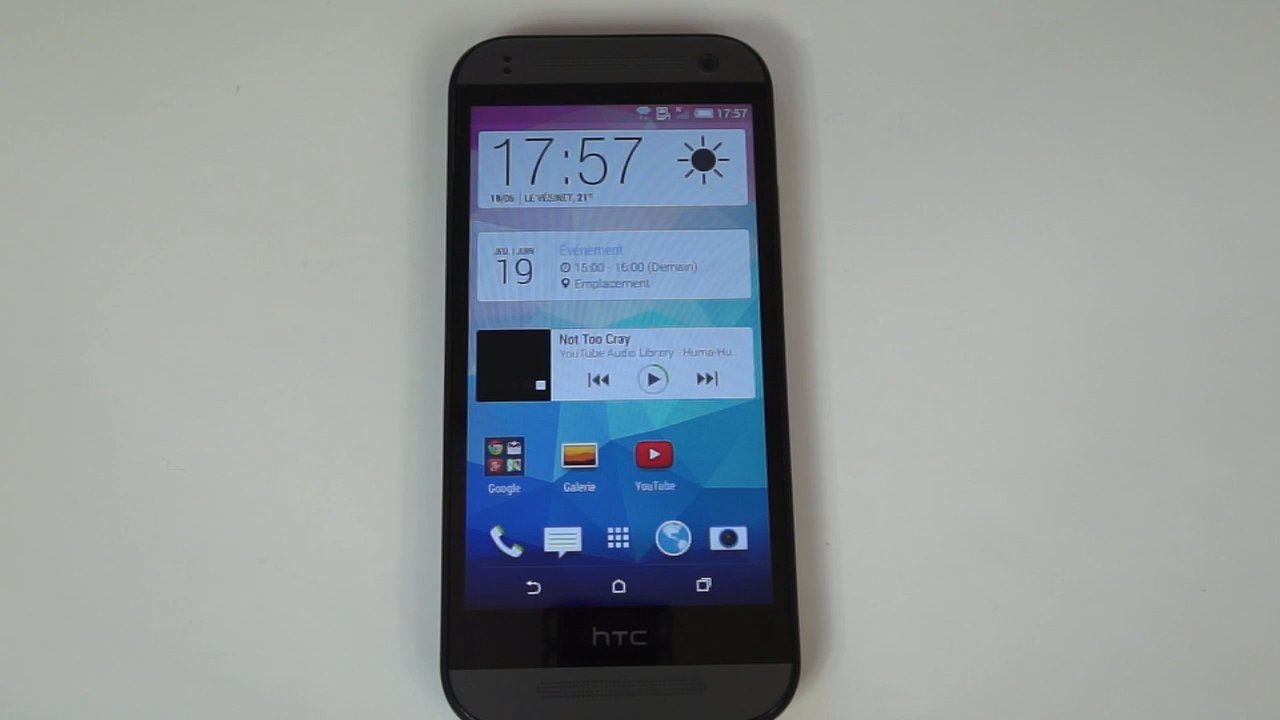 17:57
17:57
18/06 | LE VÉSINET, 21°
JEU. | JUIN
19
Événement
15:00 - 16:00 (Demain)
Emplacement
Not Too Cray
YouTube Audio Library - Huma-Hu...
Google
Galerie
YouTube
hTC